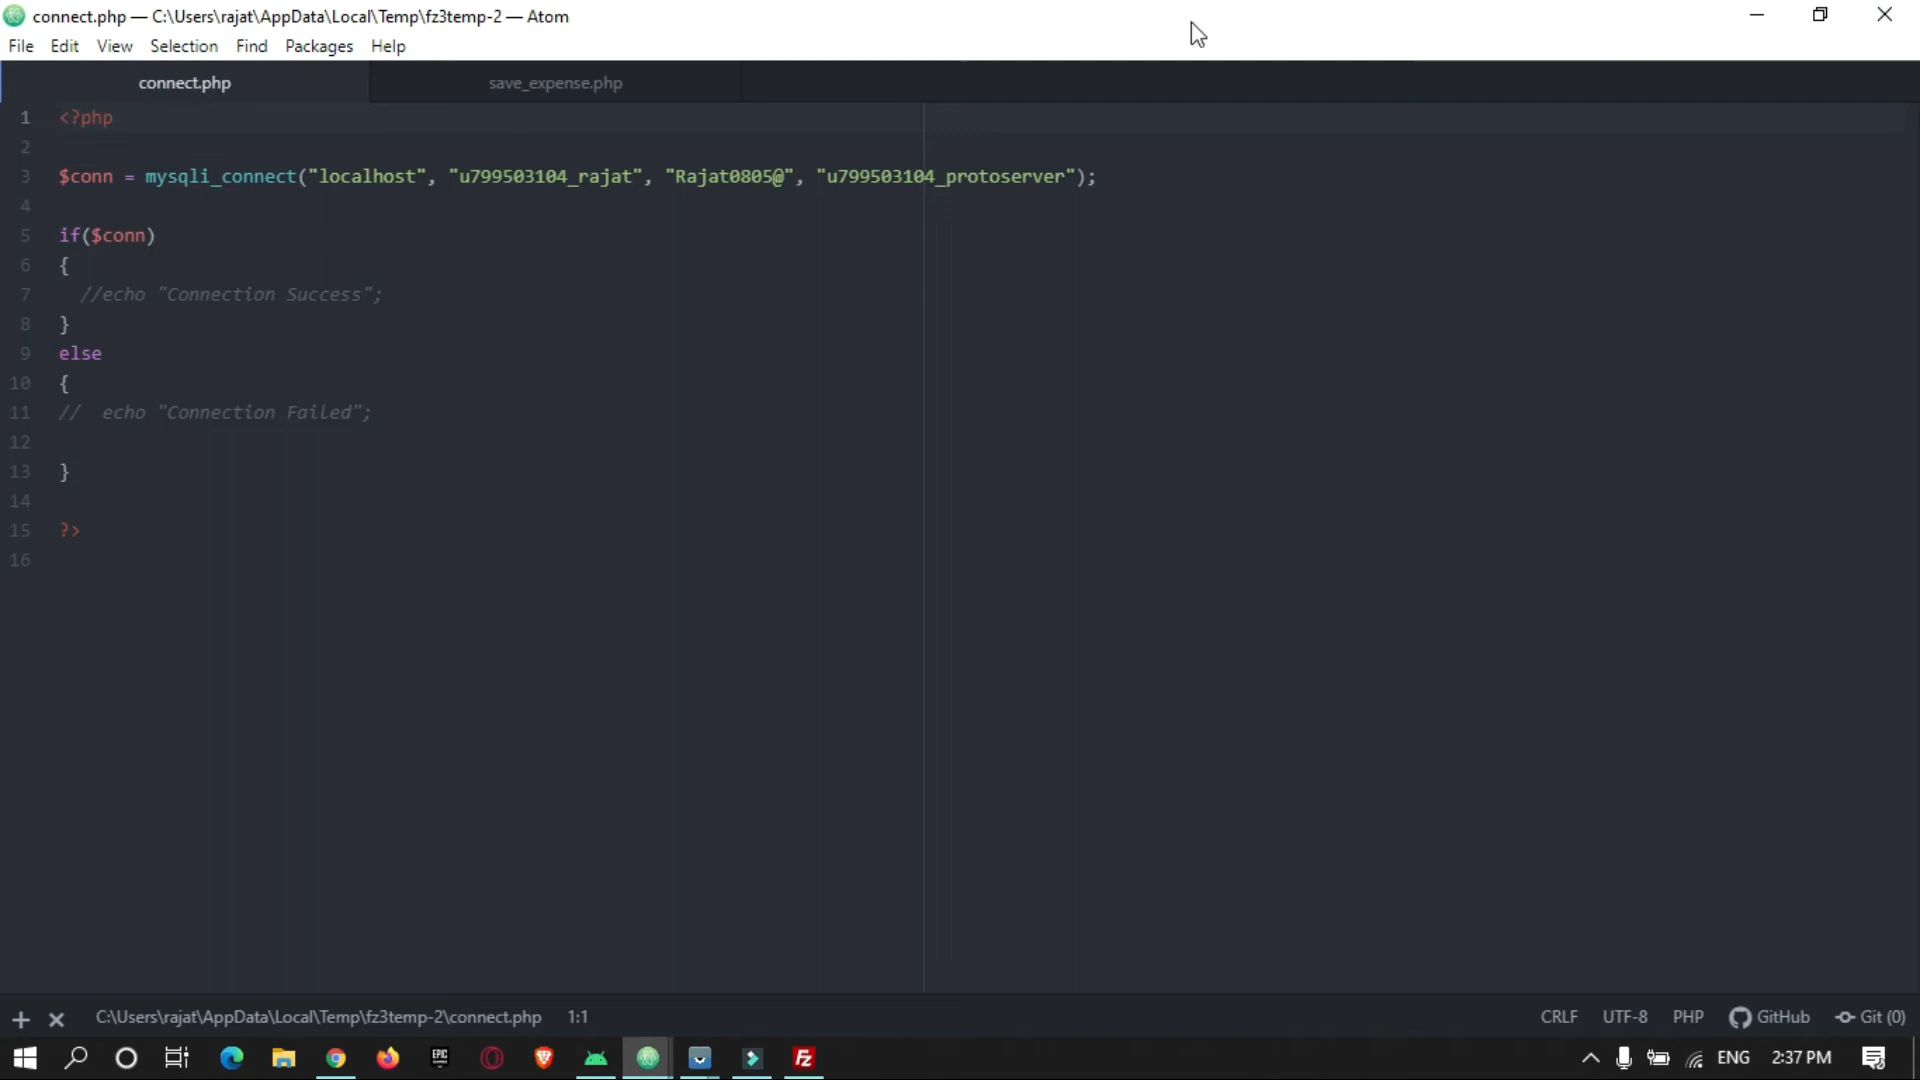 connect.php — C:\Users\rajat\AppData\Local\Temp\fz3temp-2 — Atom
File Edit View Selection Find Packages Help
connect.php save_expense.php
1 <?php
2
3 $conn = mysqli_connect("localhost", "u799503104_rajat", "Rajat0805@", "u799503104_protoserver");
4
5 if($conn)
6 {
7 //echo "Connection Success";
8 }
9 else
10 {
11 // echo "Connection Failed";
12
13 }
14
15 ?>
16
C:\Users\rajat\AppData\Local\Temp\fz3temp-2\connect.php 1:1 CRLF UTF-8 PHP GitHub Git (0)
EPIC GAMES Fz ENG 2:37 PM